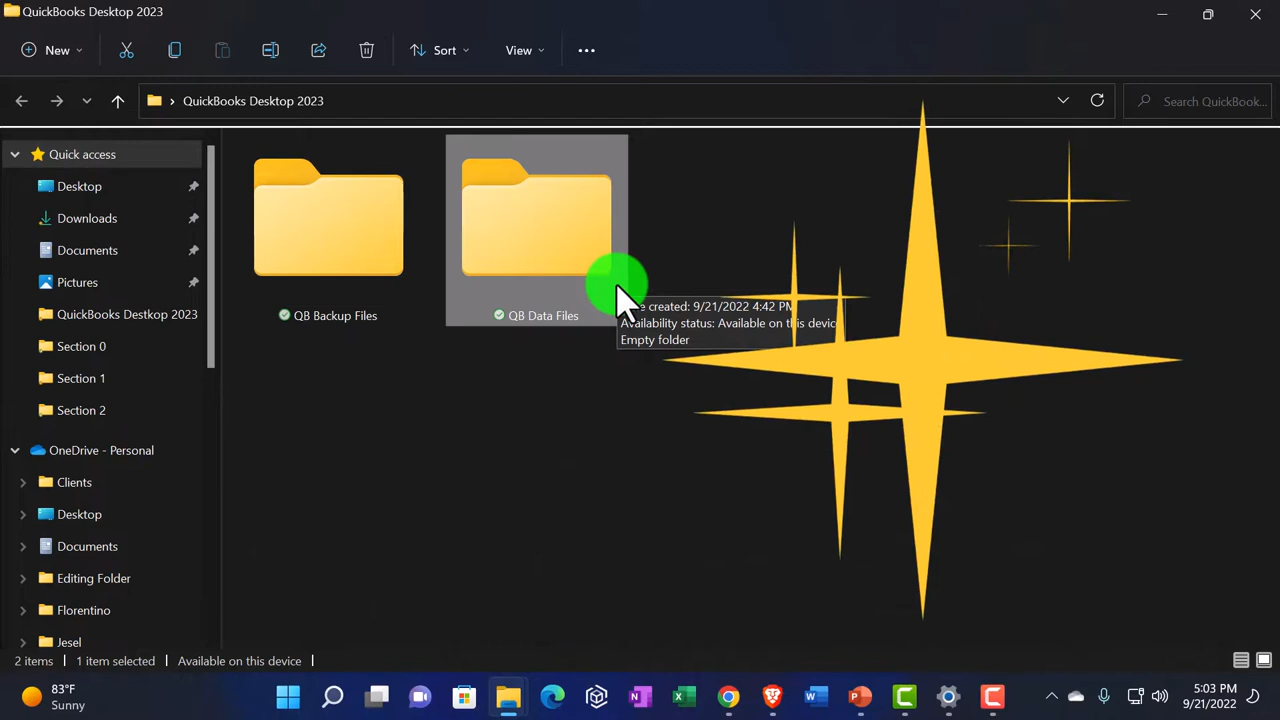 QuickBooks Desktop 2023
New
Sort
View
QuickBooks Desktop 2023
Search QuickBook...
Quick access
Desktop
Downloads
Documents
Pictures
QuickBooks Destkop 2023
Section 0
Section 1
Section 2
OneDrive - Personal
Clients
Desktop
Documents
Editing Folder
Florentino
Jesel
QB Backup Files
QB Data Files
created: 9/21/2022 4:42 PM
Availability status: Available on this device
Empty folder
2 items
1 item selected
Available on this device
83°F
Sunny
5:03 PM
9/21/2022